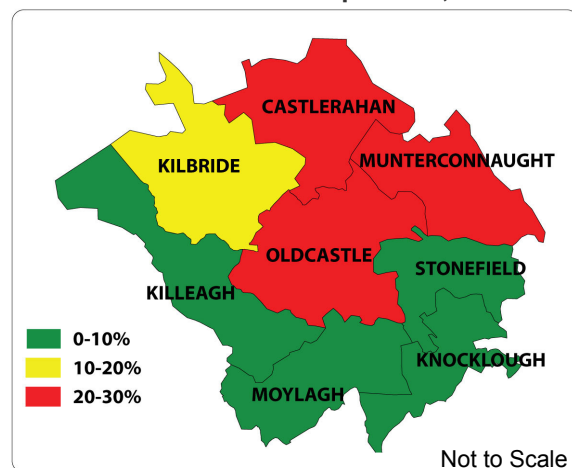 CASTLERAHAN
MUNTERCONNAUGHT
KILBRIDE
OLDCASTLE
STONEFIELD
KILLEAGH
KNOCKLOUGH
MOYLAGH
0-10%
10-20%
20-30%
Not to Scale